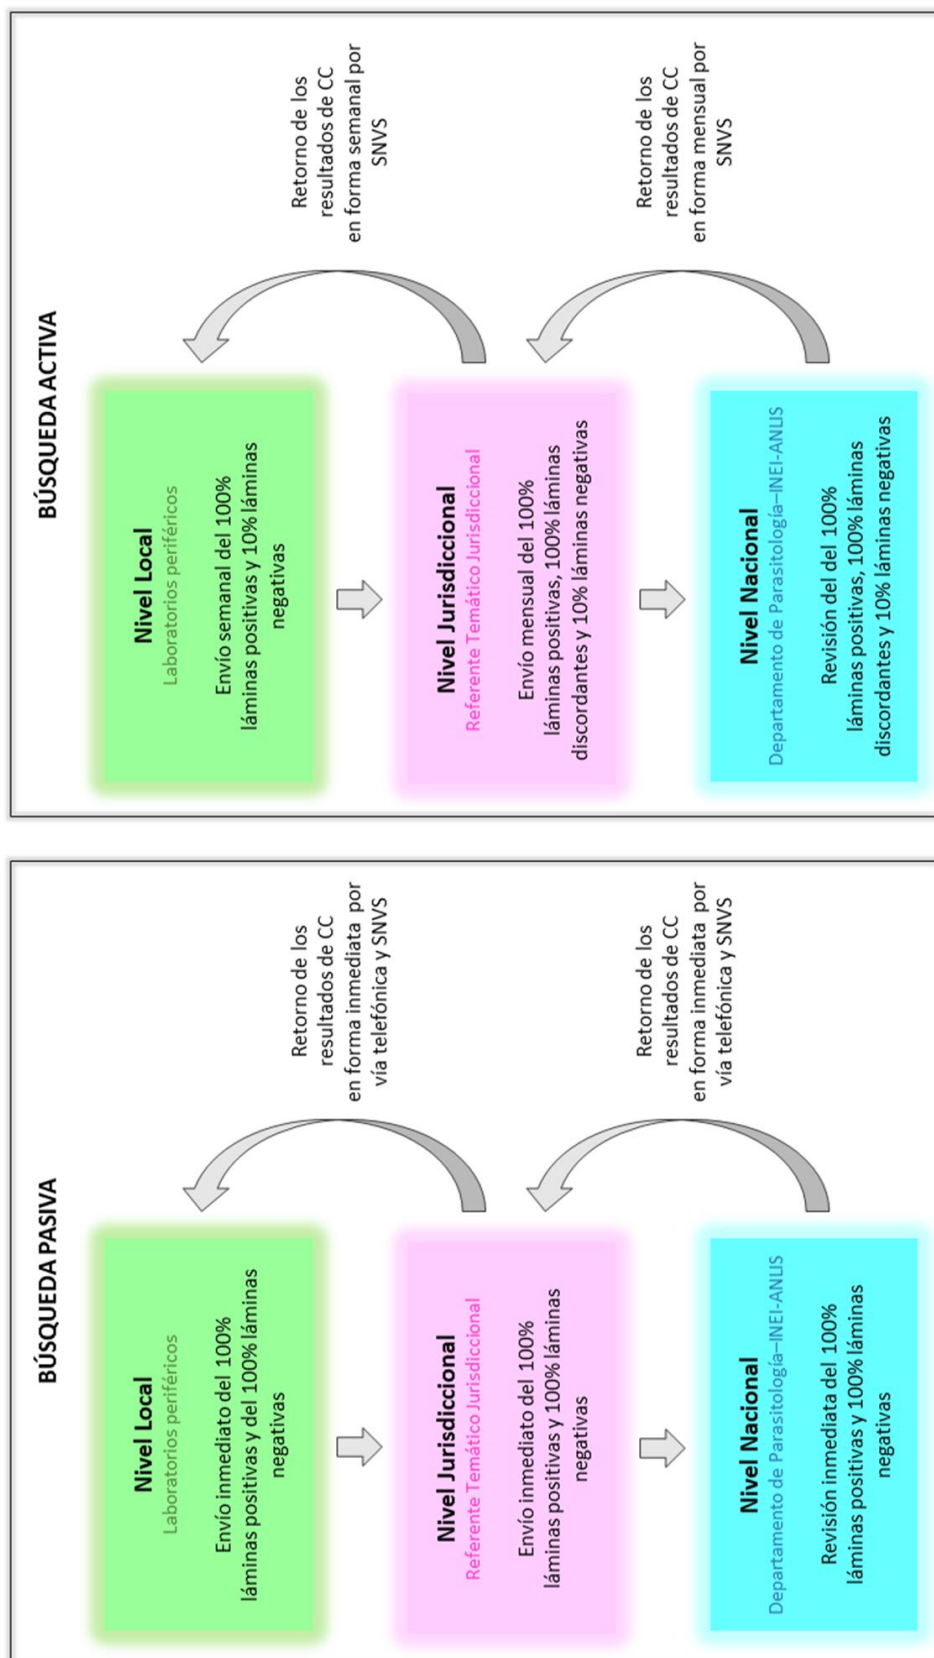 BÚSQUEDA PASIVA
Nivel Local
Laboratorios periféricos
Envío inmediato del 100%
láminas positivas y del 100% láminas
negativas
Retorno de los
resultados de CC
en forma inmediata por
vía telefónica y SNVS
Nivel Jurisdiccional
Referente Temático Jurisdiccional
Envío inmediato del 100%
láminas positivas y 100% láminas
negativas
Retorno de los
resultados de CC
en forma inmediata por
vía telefónica y SNVS
Nivel Nacional
Departamento de Parasitología–INEI-ANLIS
Revisión inmediata del 100%
láminas positivas y 100% láminas
negativas
BÚSQUEDA ACTIVA
Nivel Local
Laboratorios periféricos
Envío semanal del 100%
láminas positivas y 10% láminas
negativas
Retorno de los
resultados de CC
en forma semanal por
SNVS
Nivel Jurisdiccional
Referente Temático Jurisdiccional
Envío mensual del 100%
láminas positivas, 100% láminas
discordantes y 10% láminas negativas
Retorno de los
resultados de CC
en forma mensual por
SNVS
Nivel Nacional
Departamento de Parasitología–INEI-ANLIS
Revisión del del 100%
láminas positivas, 100% láminas
discordantes y 10% láminas negativas